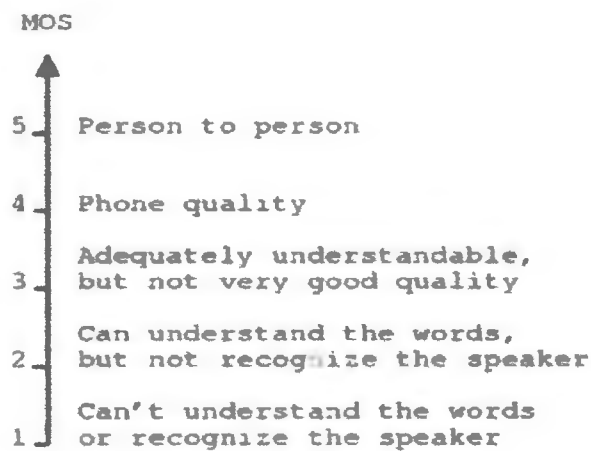 MOS
5 Person to person
4 Phone quality
Adequately understandable,
3 but not very good quality
Can understand the words,
2 but not recognize the speaker
Can't understand the words
1 or recognize the speaker